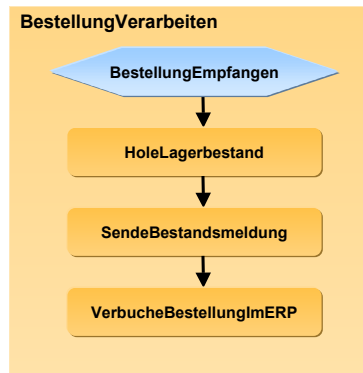 BestellungVerarbeiten
BestellungEmpfangen
HoleLagerbestand
SendeBestandsmeldung
VerbucheBestellungImERP